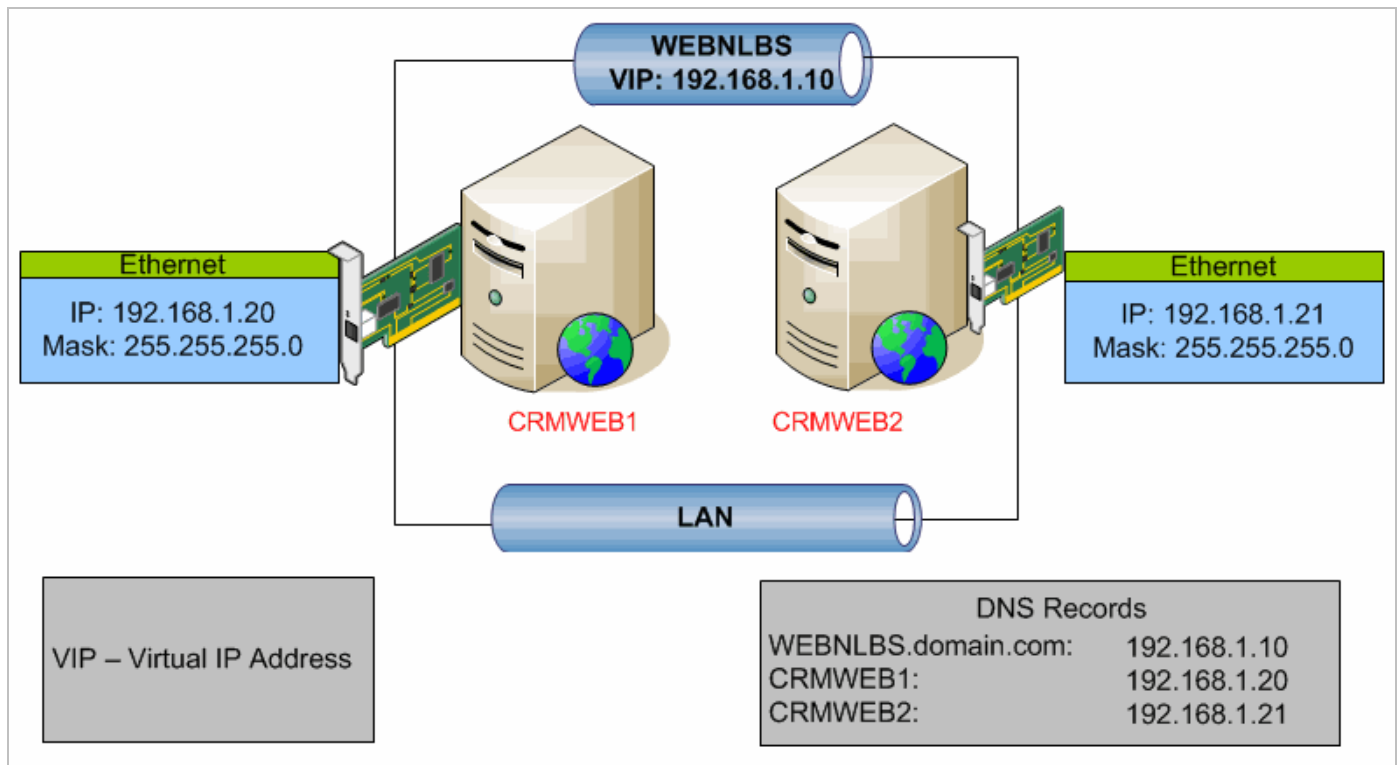 WEBNLBS
VIP: 192.168.1.10
Ethernet
IP: 192.168.1.20
Mask: 255.255.255.0
Ethernet
IP: 192.168.1.21
Mask: 255.255.255.0
CRMWEB1
CRMWEB2
LAN
VIP – Virtual IP Address
DNS Records
WEBNLBS.domain.com: 192.168.1.10
CRMWEB1: 192.168.1.20
CRMWEB2: 192.168.1.21